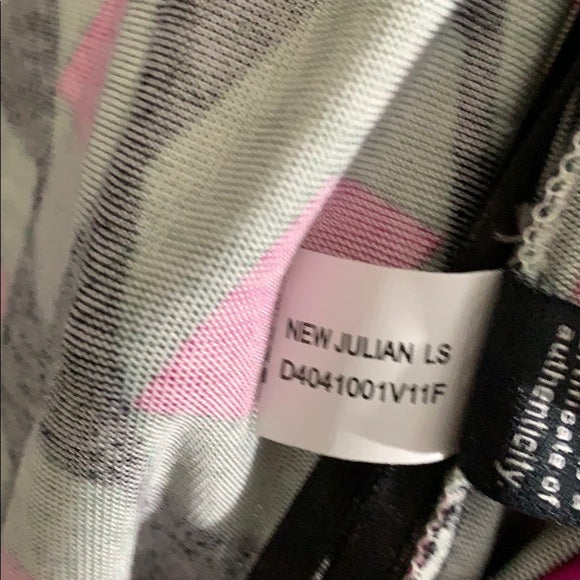 NEW JULIAN LS
D4041001V11F
authenticity.